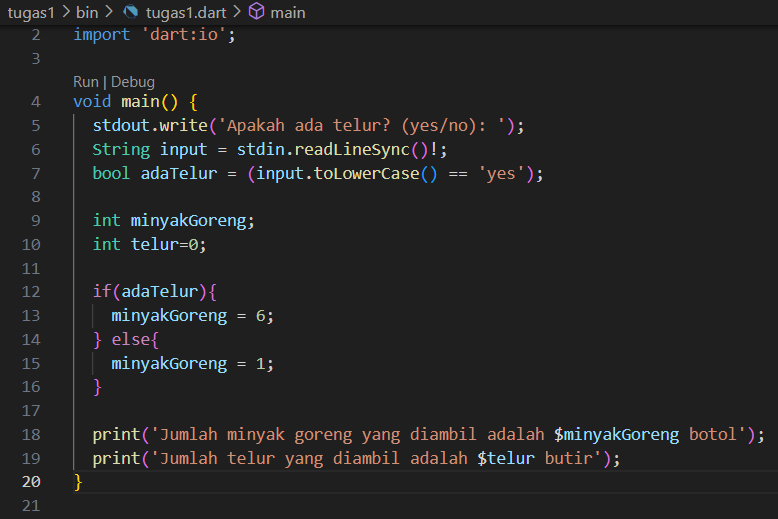 tugas1 > bin > tugas1.dart > main
2 import 'dart:io';
3
Run | Debug
4 void main() {
5   stdout.write('Apakah ada telur? (yes/no): ');
6   String input = stdin.readLineSync()!;
7   bool adaTelur = (input.toLowerCase() == 'yes');
8
9   int minyakGoreng;
10   int telur=0;
11
12   if(adaTelur){
13     minyakGoreng = 6;
14   } else{
15     minyakGoreng = 1;
16   }
17
18   print('Jumlah minyak goreng yang diambil adalah $minyakGoreng botol');
19   print('Jumlah telur yang diambil adalah $telur butir');
20 }
21